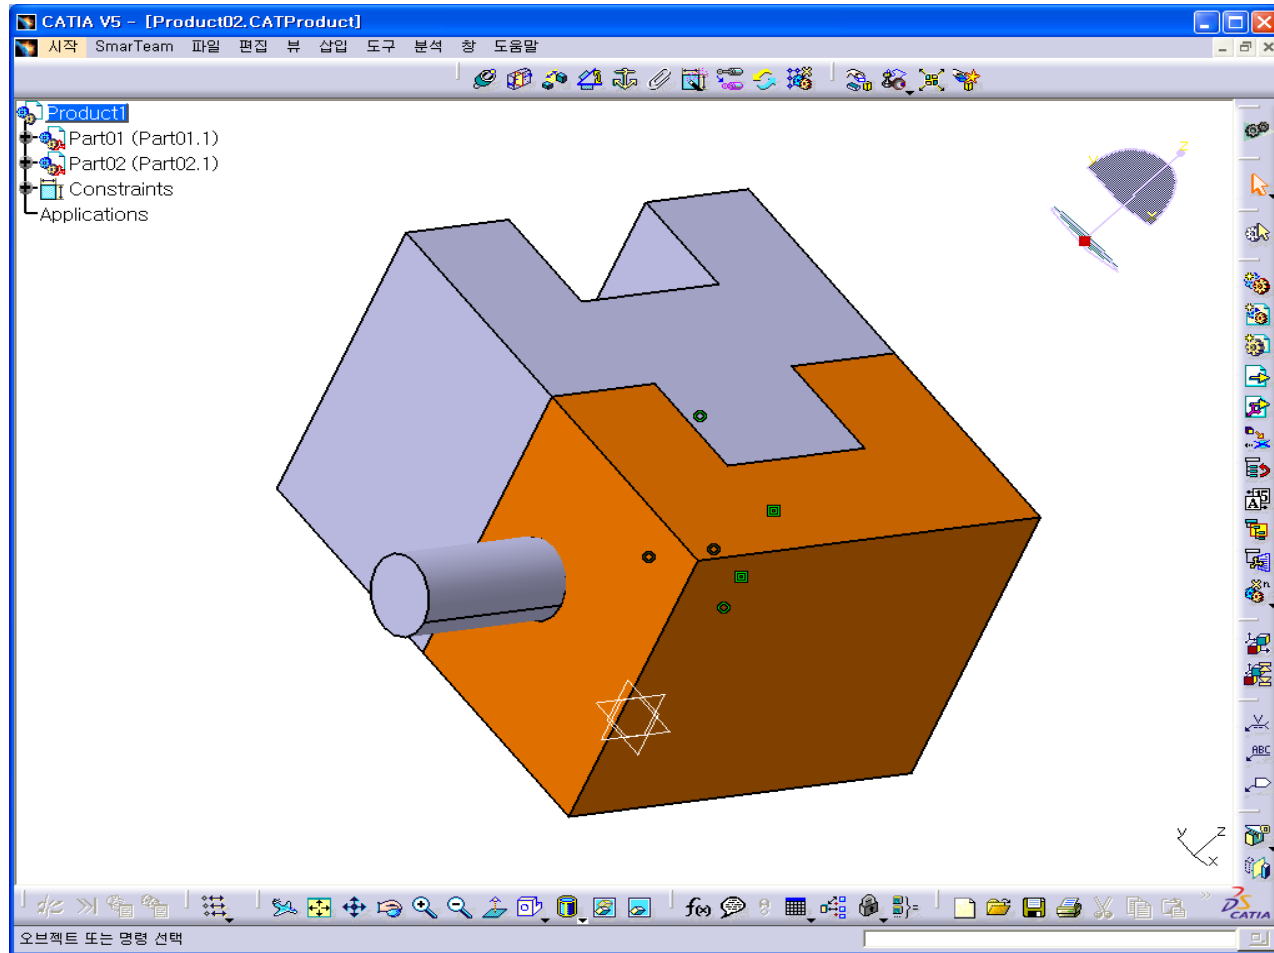 CATIA V5 - [Product02.CATProduct]
시작 SmarTeam 파일 편집 뷰 삽입 도구 분석 창 도움말
Product1
Part01 (Part01.1)
Part02 (Part02.1)
Constraints
Applications
z
y
z
x
ABC
f(x)
CATIA
오브젝트 또는 명령 선택